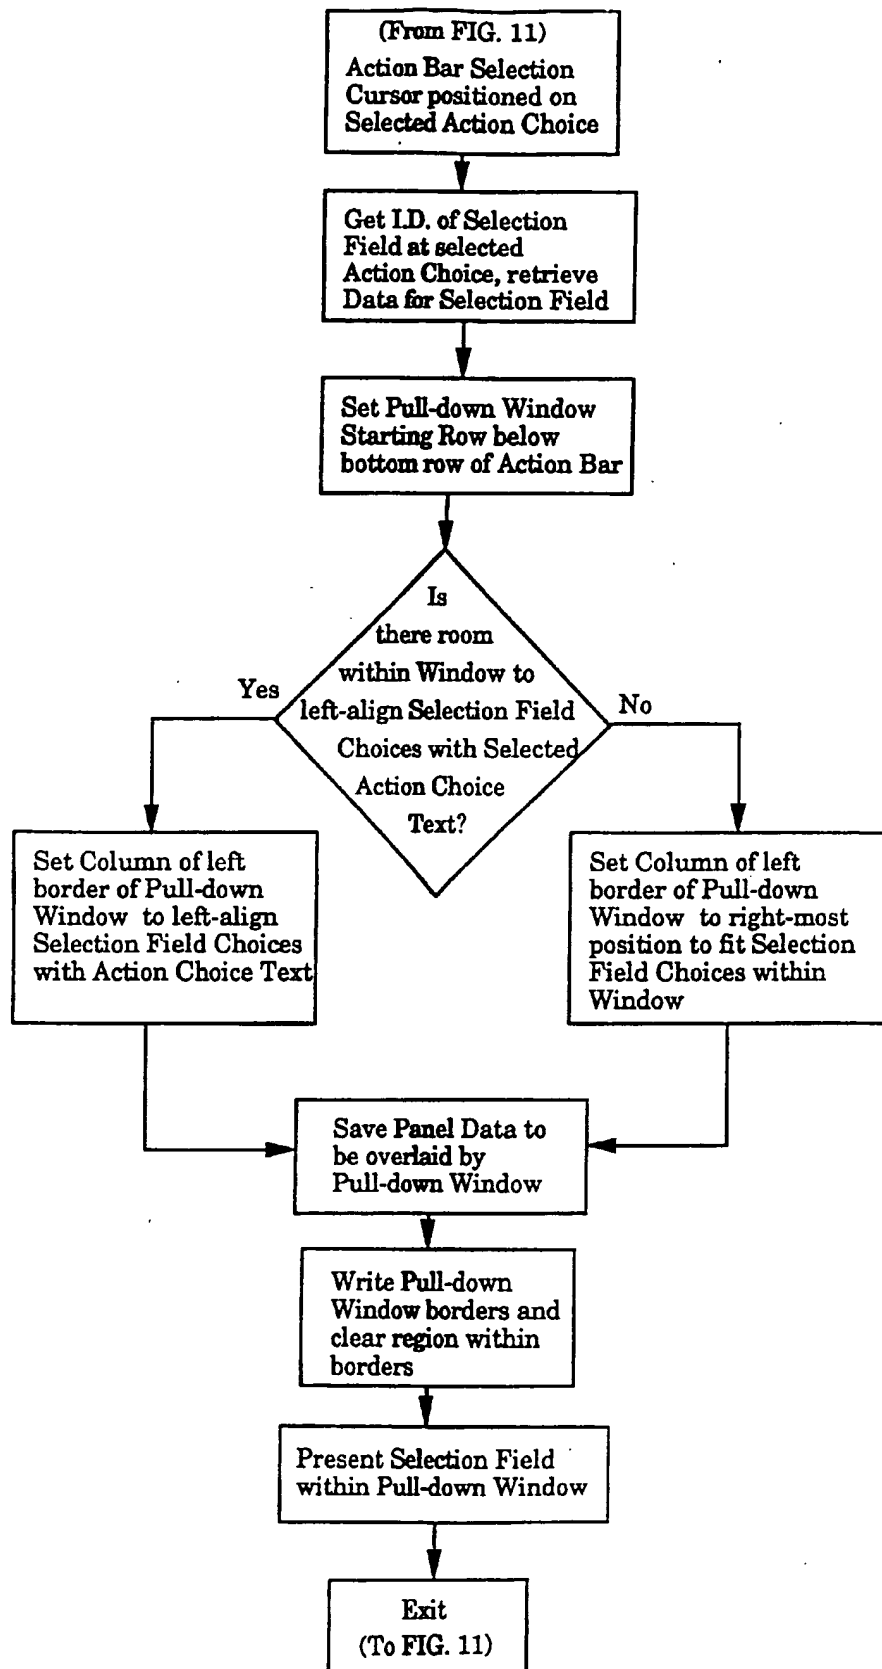 (From FIG. 11)
Action Bar Selection
Cursor positioned on
Selected Action Choice
Get I.D. of Selection
Field at selected
Action Choice, retrieve
Data for Selection Field
Set Pull-down Window
Starting Row below
bottom row of Action Bar
Is
there room
within Window to
left-align Selection Field
Choices with Selected
Action Choice
Text?
Yes
No
Set Column of left
border of Pull-down
Window to left-align
Selection Field Choices
with Action Choice Text
Set Column of left
border of Pull-down
Window to right-most
position to fit Selection
Field Choices within
Window
Save Panel Data to
be overlaid by
Pull-down Window
Write Pull-down
Window borders and
clear region within
borders
Present Selection Field
within Pull-down Window
Exit
(To FIG. 11)